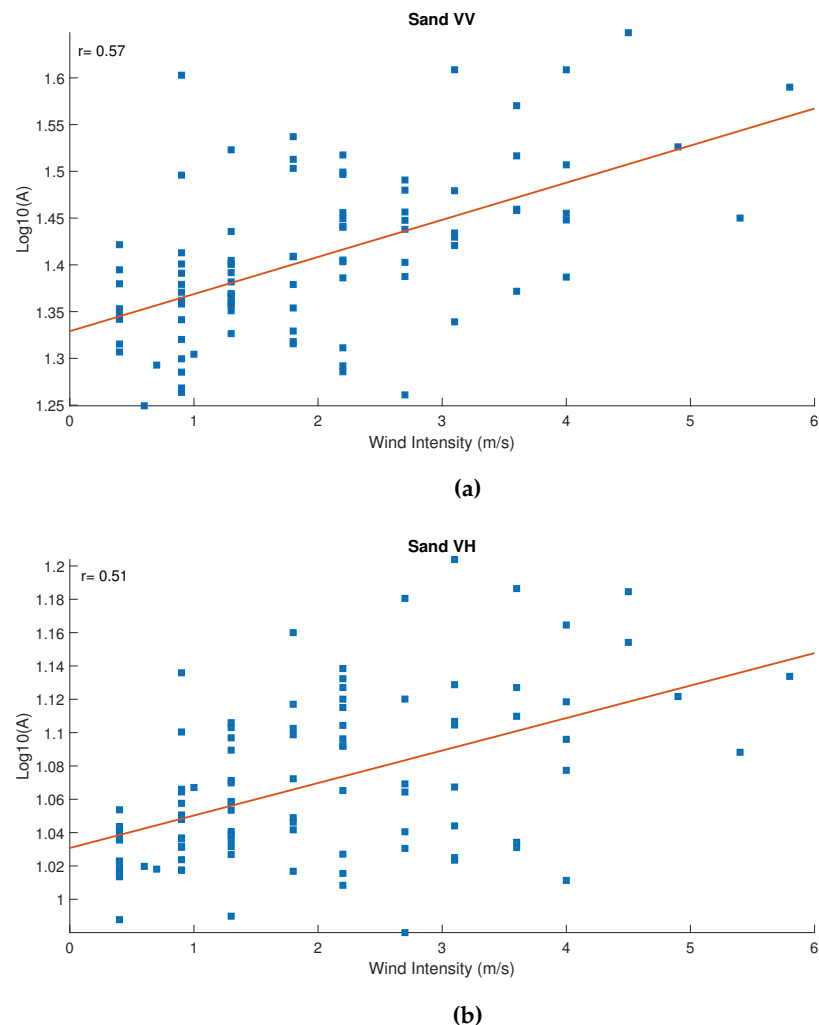 Sand VV
r= 0.57
1.6
1.55
1.5
1.45
1.4
1.35
1.3
1.25
Log10(A)
0 1 2 3 4 5 6
Wind Intensity (m/s)
(a)
Sand VH
r= 0.51
1.2
1.18
1.16
1.14
1.12
1.1
1.08
1.06
1.04
1.02
1
Log10(A)
0 1 2 3 4 5 6
Wind Intensity (m/s)
(b)